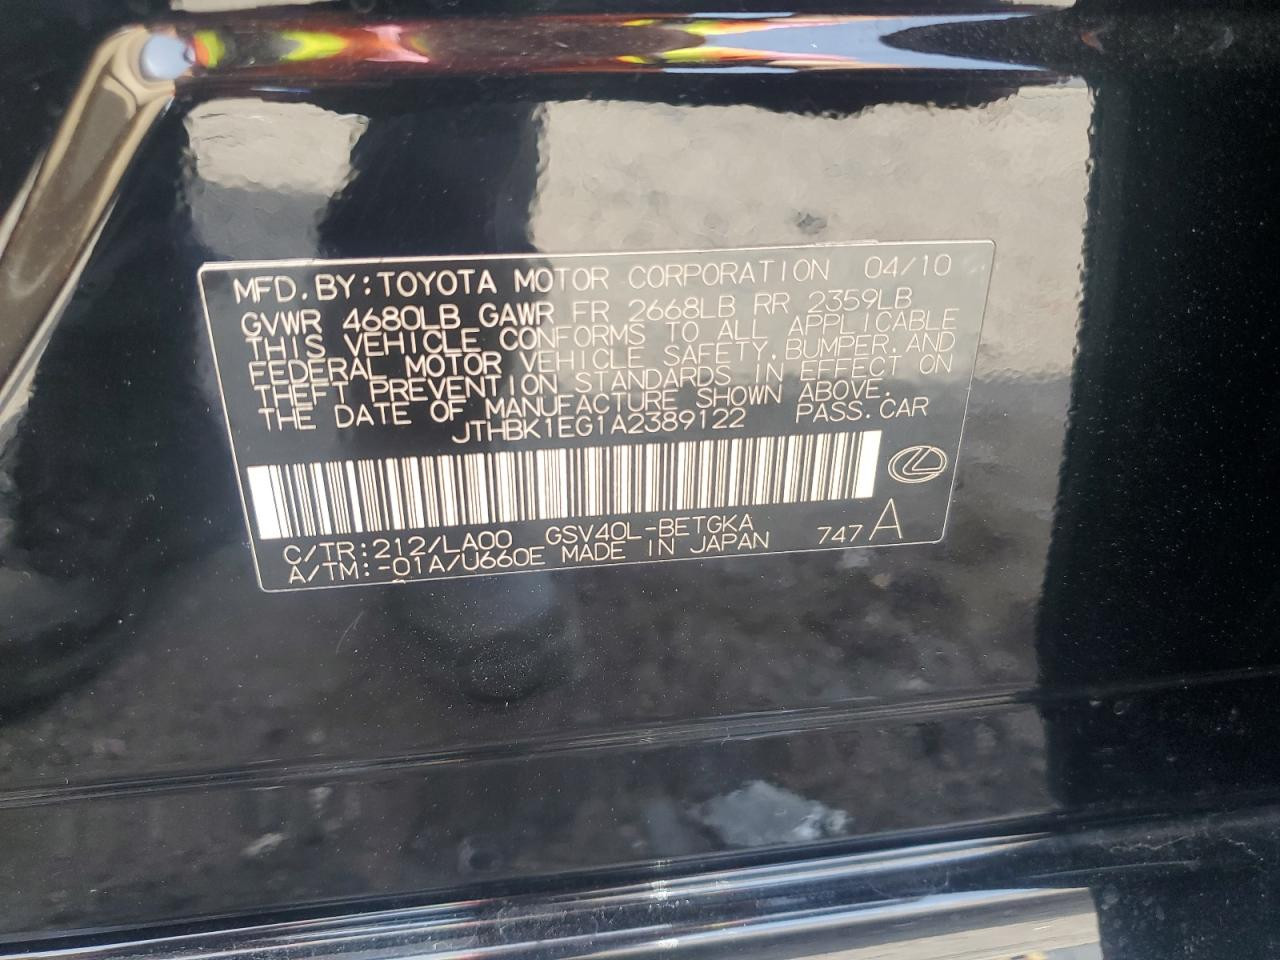 MFD. BY: TOYOTA MOTOR CORPORATION 04/10
GVWR 4680LB GAWR FR 2668LB RR 2359LB
THIS VEHICLE CONFORMS TO ALL APPLICABLE
FEDERAL MOTOR VEHICLE SAFETY, BUMPER, AND
THEFT PREVENTION STANDARDS IN EFFECT ON
THE DATE OF MANUFACTURE SHOWN ABOVE.
JTHBK1EG1A2389122 PASS. CAR
C/TR: 212/LA00 GSV40L-BETGKA 747 A
A/TM: -01A/U660E MADE IN JAPAN